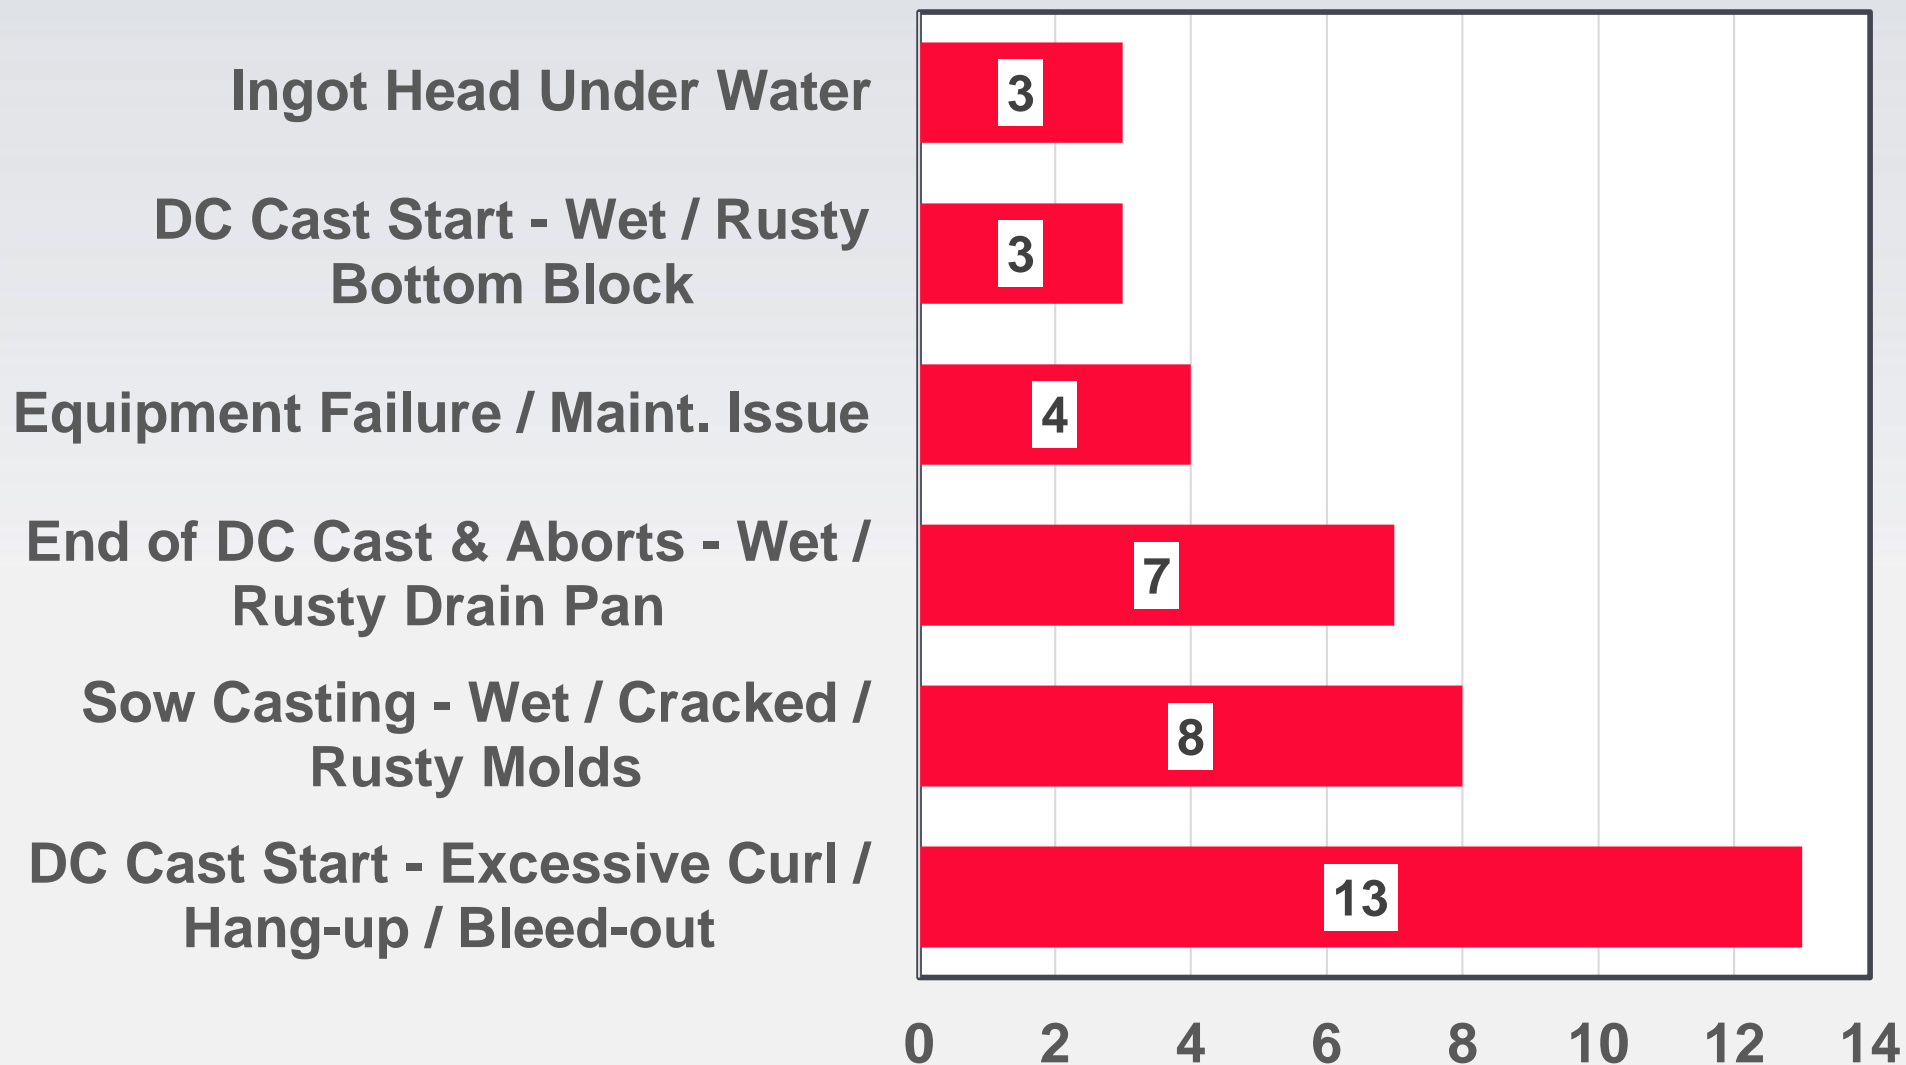 Ingot Head Under Water
3
DC Cast Start - Wet / Rusty
Bottom Block
3
Equipment Failure / Maint. Issue
4
End of DC Cast & Aborts - Wet /
Rusty Drain Pan
7
Sow Casting - Wet / Cracked /
Rusty Molds
8
DC Cast Start - Excessive Curl /
Hang-up / Bleed-out
13
0 2 4 6 8 10 12 14